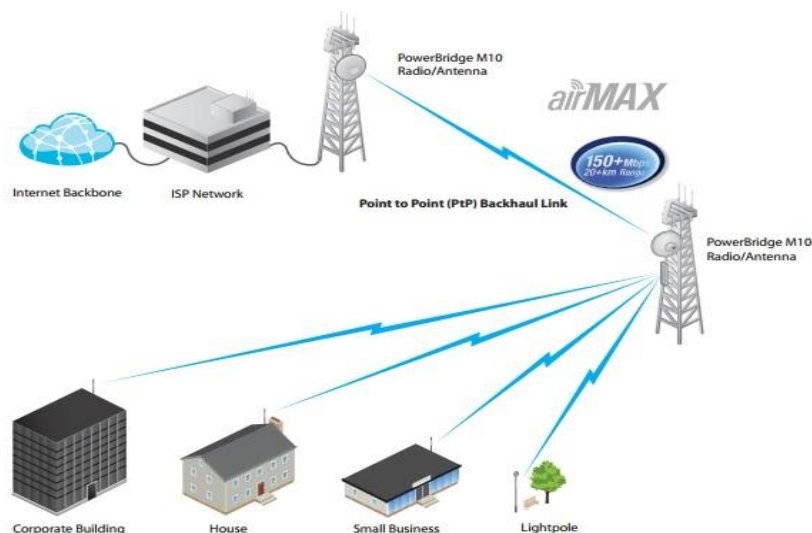 PowerBridge M10
Radio/Antenna
airMAX
150+Mbps
20+km Range
Internet Backbone
ISP Network
Point to Point (PtP) Backhaul Link
PowerBridge M10
Radio/Antenna
Corporate Building
House
Small Business
Lightpole